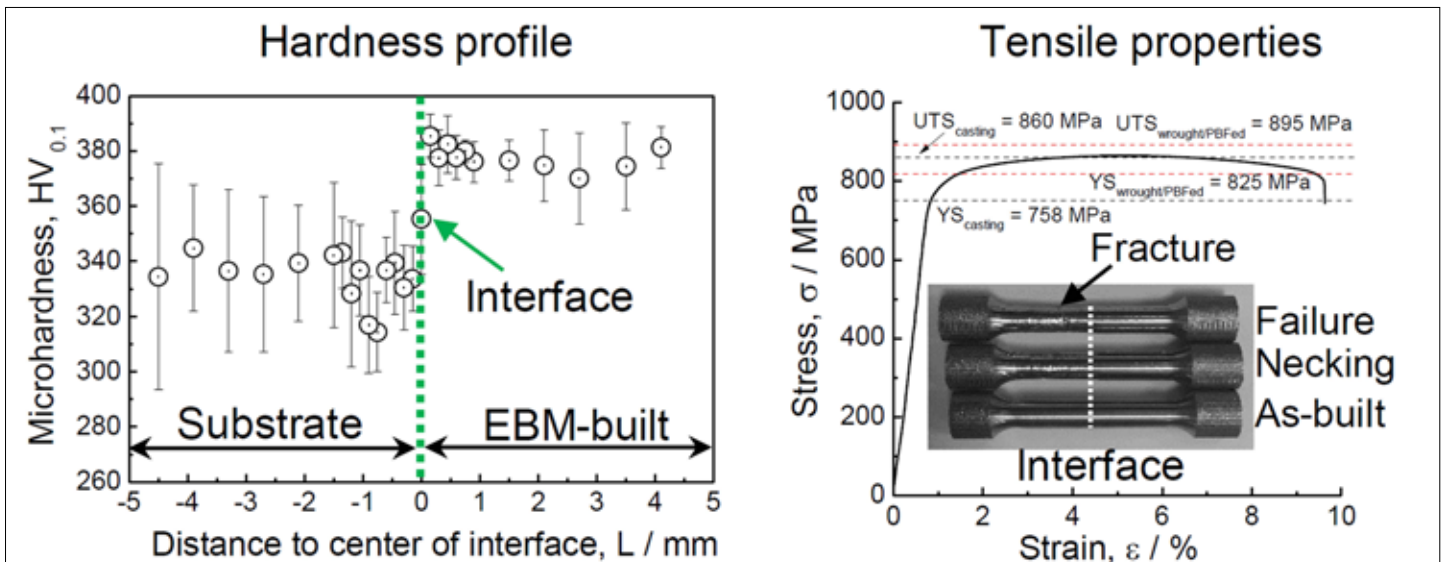 Hardness profile
Microhardness, HV0.1
400
380
360
340
320
300
280
260
Interface
Substrate
EBM-built
-5 -4 -3 -2 -1 0 1 2 3 4 5
Distance to center of interface, L / mm
Tensile properties
Stress, σ / MPa
1000
800
600
400
200
0
UTScasting = 860 MPa
UTSwrought/PBFed = 895 MPa
YSwrought/PBFed = 825 MPa
YScasting = 758 MPa
Fracture
Failure
Necking
As-built
Interface
0 2 4 6 8 10
Strain, ε / %